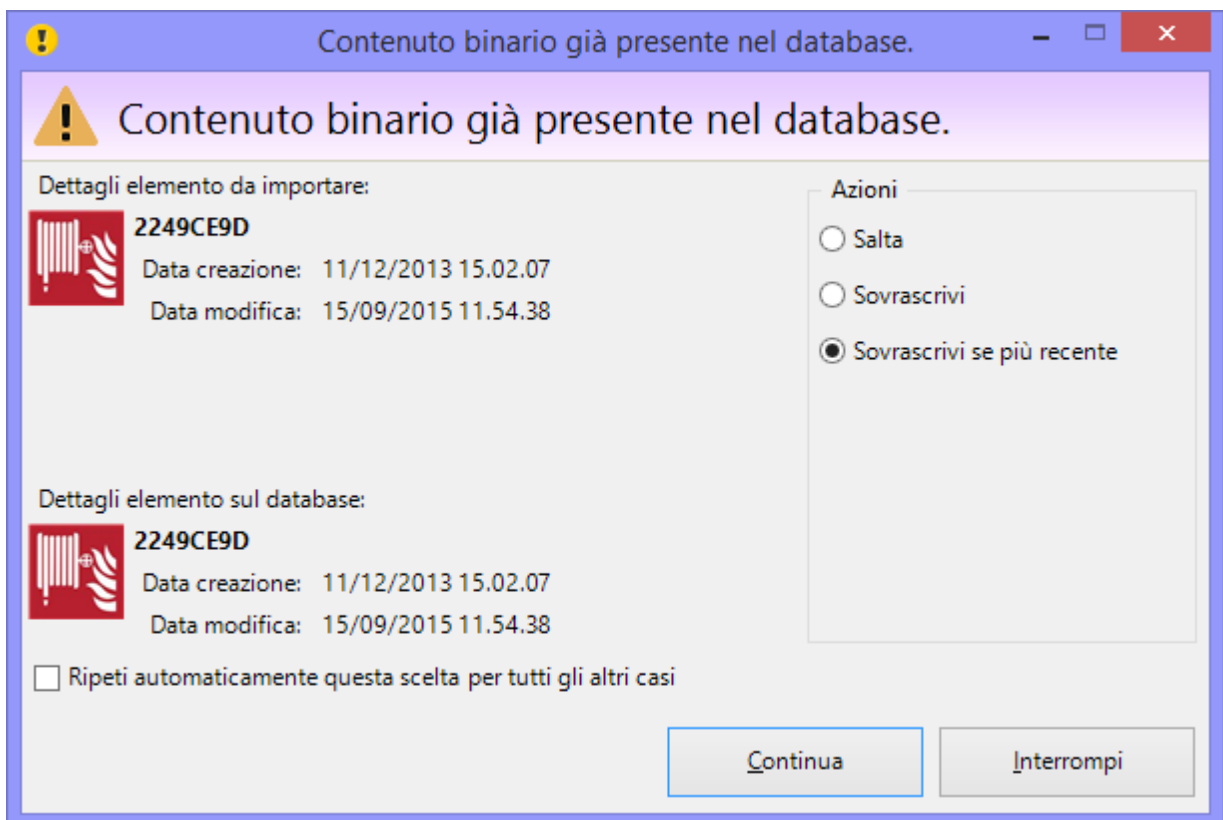 Contenuto binario già presente nel database.
Contenuto binario già presente nel database.
Dettagli elemento da importare:
2249CE9D
Data creazione: 11/12/2013 15.02.07
Data modifica: 15/09/2015 11.54.38
Azioni
Salta
Sovrascrivi
Sovrascrivi se più recente
Dettagli elemento sul database:
2249CE9D
Data creazione: 11/12/2013 15.02.07
Data modifica: 15/09/2015 11.54.38
Ripeti automaticamente questa scelta per tutti gli altri casi
Continua
Interrompi